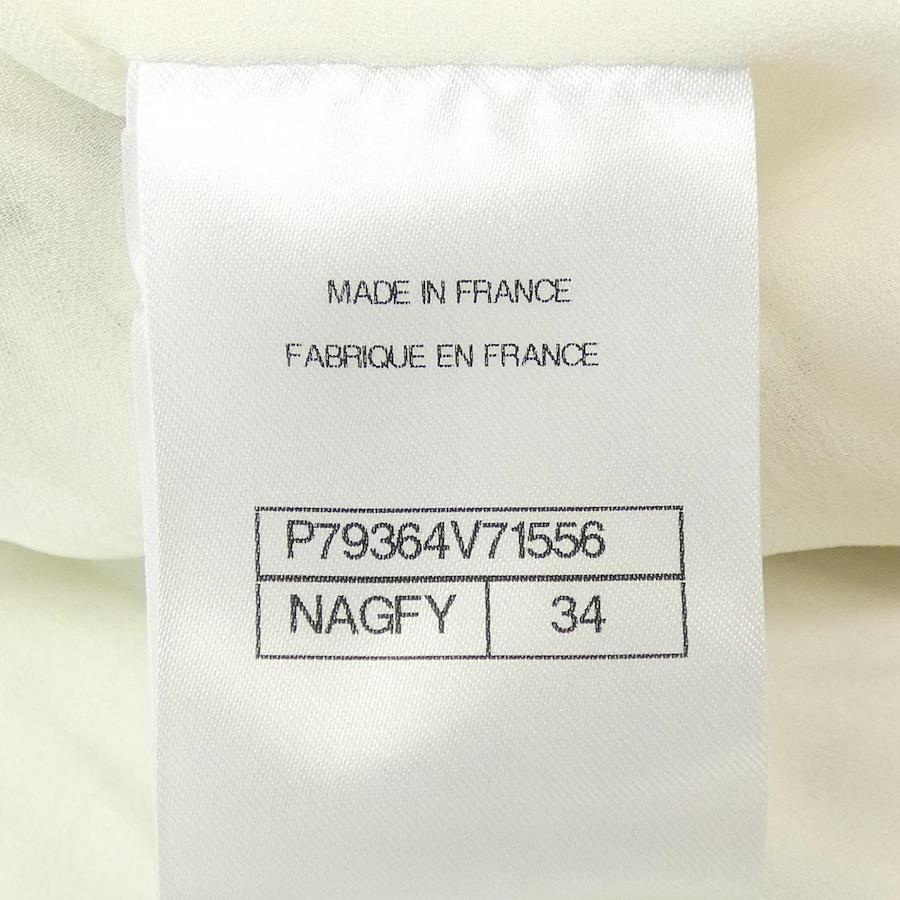 MADE IN FRANCE
FABRIQUE EN FRANCE
P79364V71556
NAGFY 34